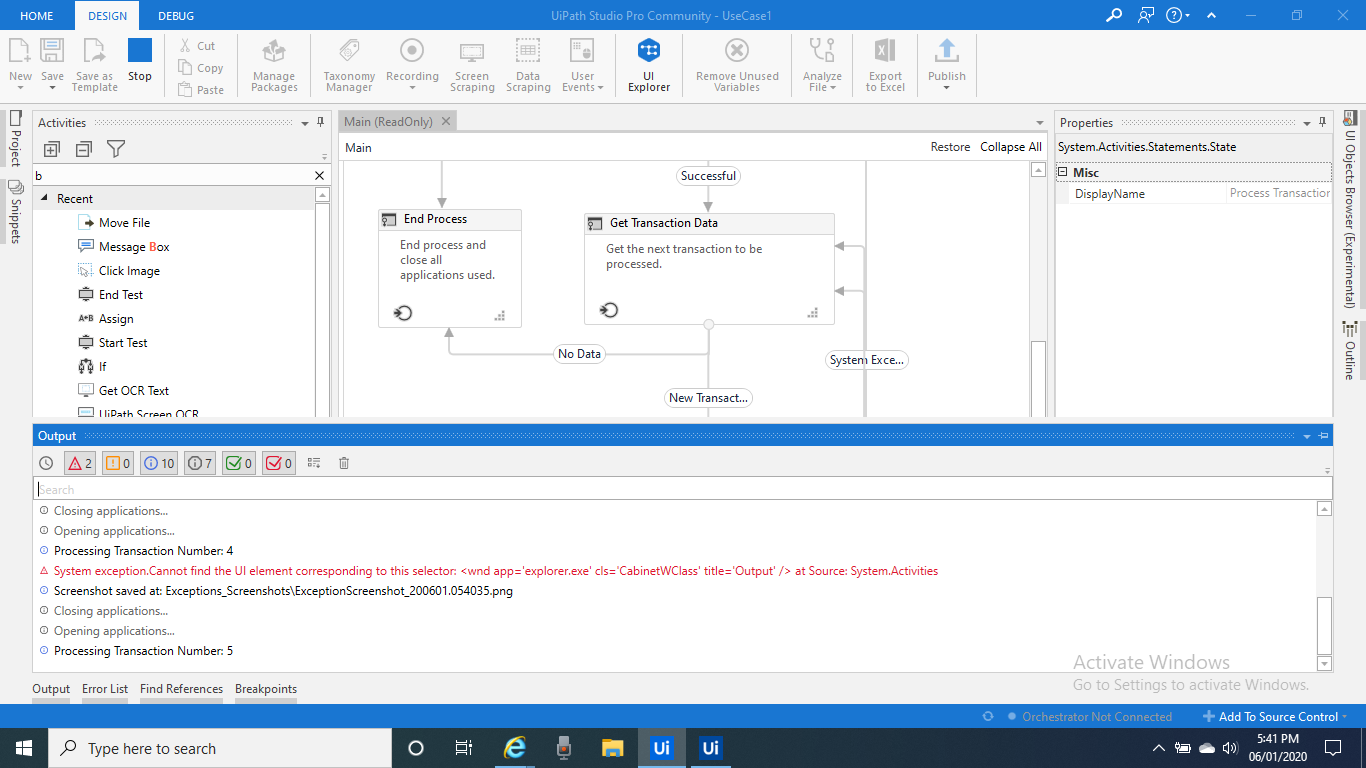 HOME DESIGN DEBUG
UiPath Studio Pro Community - UseCase1
New
Save
Save as
Template
Stop
Cut
Copy
Paste
Manage
Packages
Taxonomy
Manager
Recording
Screen
Scraping
Data
Scraping
User
Events
UI
Explorer
Remove Unused
Variables
Analyze
File
Export
to Excel
Publish
Project
Snippets
Activities
b
Recent
Move File
Message Box
Click Image
End Test
A+B Assign
Start Test
If
Get OCR Text
UiPath Screen OCR
Main (ReadOnly)
Main
Restore Collapse All
Successful
End Process
End process and
close all
applications used.
Get Transaction Data
Get the next transaction to be
processed.
No Data
System Exce...
New Transact...
Properties
System.Activities.Statements.State
Misc
DisplayName Process Transaction
UI Objects Browser (Experimental)
Outline
Output
2 0 10 7 0 0
Search
Closing applications...
Opening applications...
Processing Transaction Number: 4
System exception.Cannot find the UI element corresponding to this selector: <wnd app='explorer.exe' cls='CabinetWClass' title='Output' /> at Source: System.Activities
Screenshot saved at: Exceptions_Screenshots\ExceptionScreenshot_200601.054035.png
Closing applications...
Opening applications...
Processing Transaction Number: 5
Activate Windows
Go to Settings to activate Windows.
Output Error List Find References Breakpoints
Orchestrator Not Connected
Add To Source Control
Type here to search
Ui
Ui
5:41 PM
06/01/2020